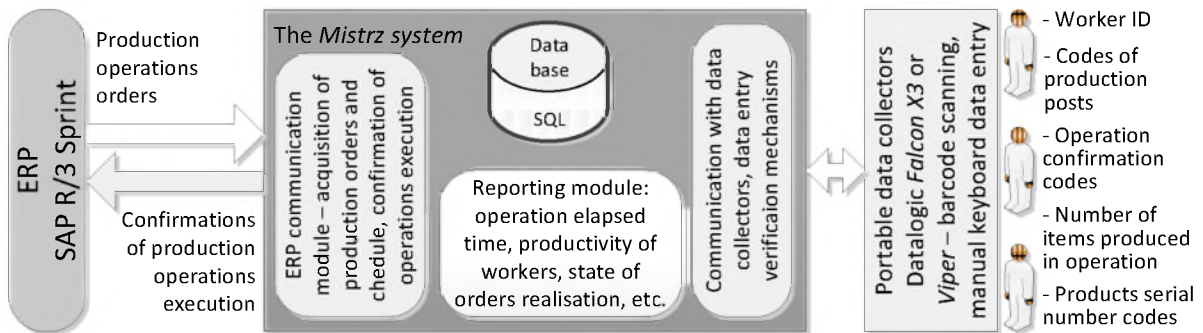 ERP
SAP R/3 Sprint
Production
operations
orders
Confirmations
of production
operations
execution
The Mistrz system
ERP communication
module – acquisition of
production orders and
chedule, confirmation of
operations execution
Data
base
SQL
Reporting module:
operation elapsed
time, productivity of
workers, state of
orders realisation, etc.
Communication with data
collectors, data entry
verificaion mechanisms
Portable data collectors
Datalogic Falcon X3 or
Viper – barcode scanning,
manual keyboard data entry
- Worker ID
- Codes of
production
posts
- Operation
confirmation
codes
- Number of
items produced
in operation
- Products serial
number codes